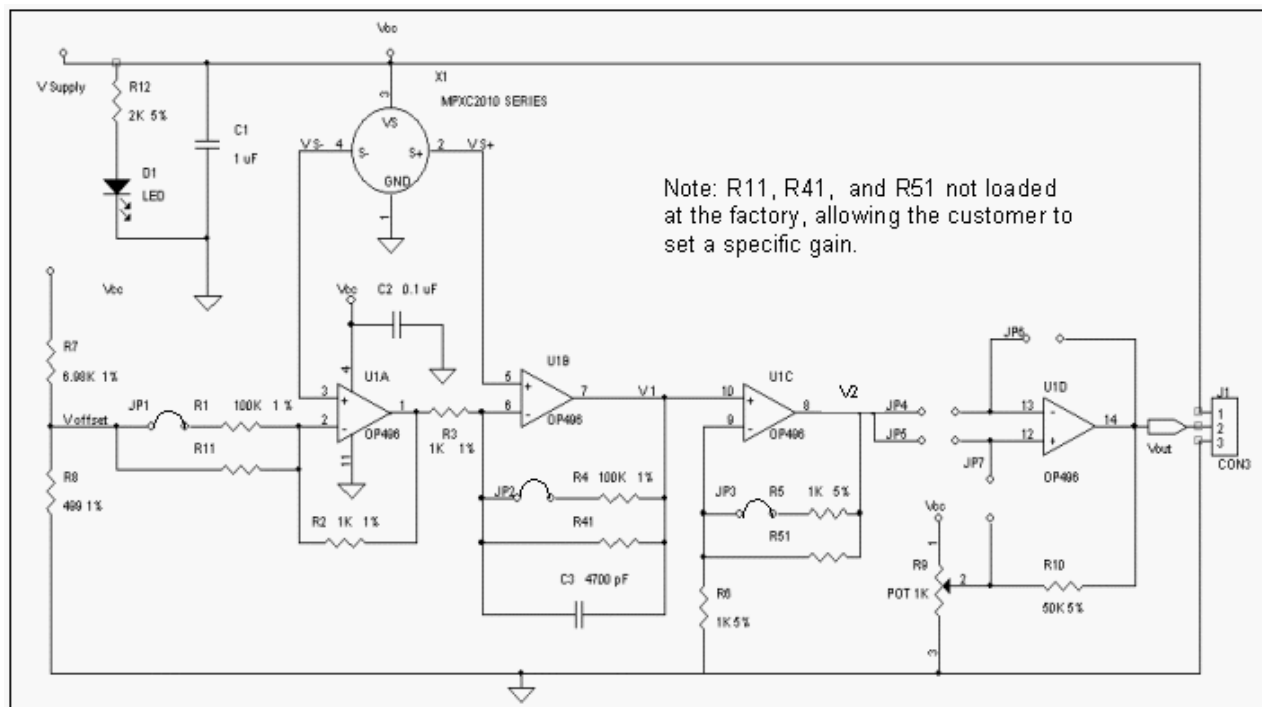 Vcc
V Supply
R12
2K 5%
C1
1 uF
D1
LED
X1
MPXC2010 SERIES
3
VS
VS- 4
S-
S+
2 VS+
GND
1
Note: R11, R41, and R51 not loaded
at the factory, allowing the customer to
set a specific gain.
Vcc
R7
6.98K 1%
Voffset
R8
499 1%
JP1
R1 100K 1%
R11
R2 1K 1%
Vcc
C2 0.1 uF
4
U1A
3
+
2
-
1
OP496
11
R3
1K 1%
U1B
5
+
6
-
7
OP496
V1
JP2
R4 100K 1%
R41
C3 4700 pF
U1C
10
+
9
-
8
OP496
V2
JP3 R5 1K 5%
R51
R6
1K 5%
JP4
JP5
JP6
JP7
U1D
13
-
12
+
14
OP496
Vout
J1
1
2
3
CON3
Vcc
1
R9
POT 1K
2
3
R10
50K 5%